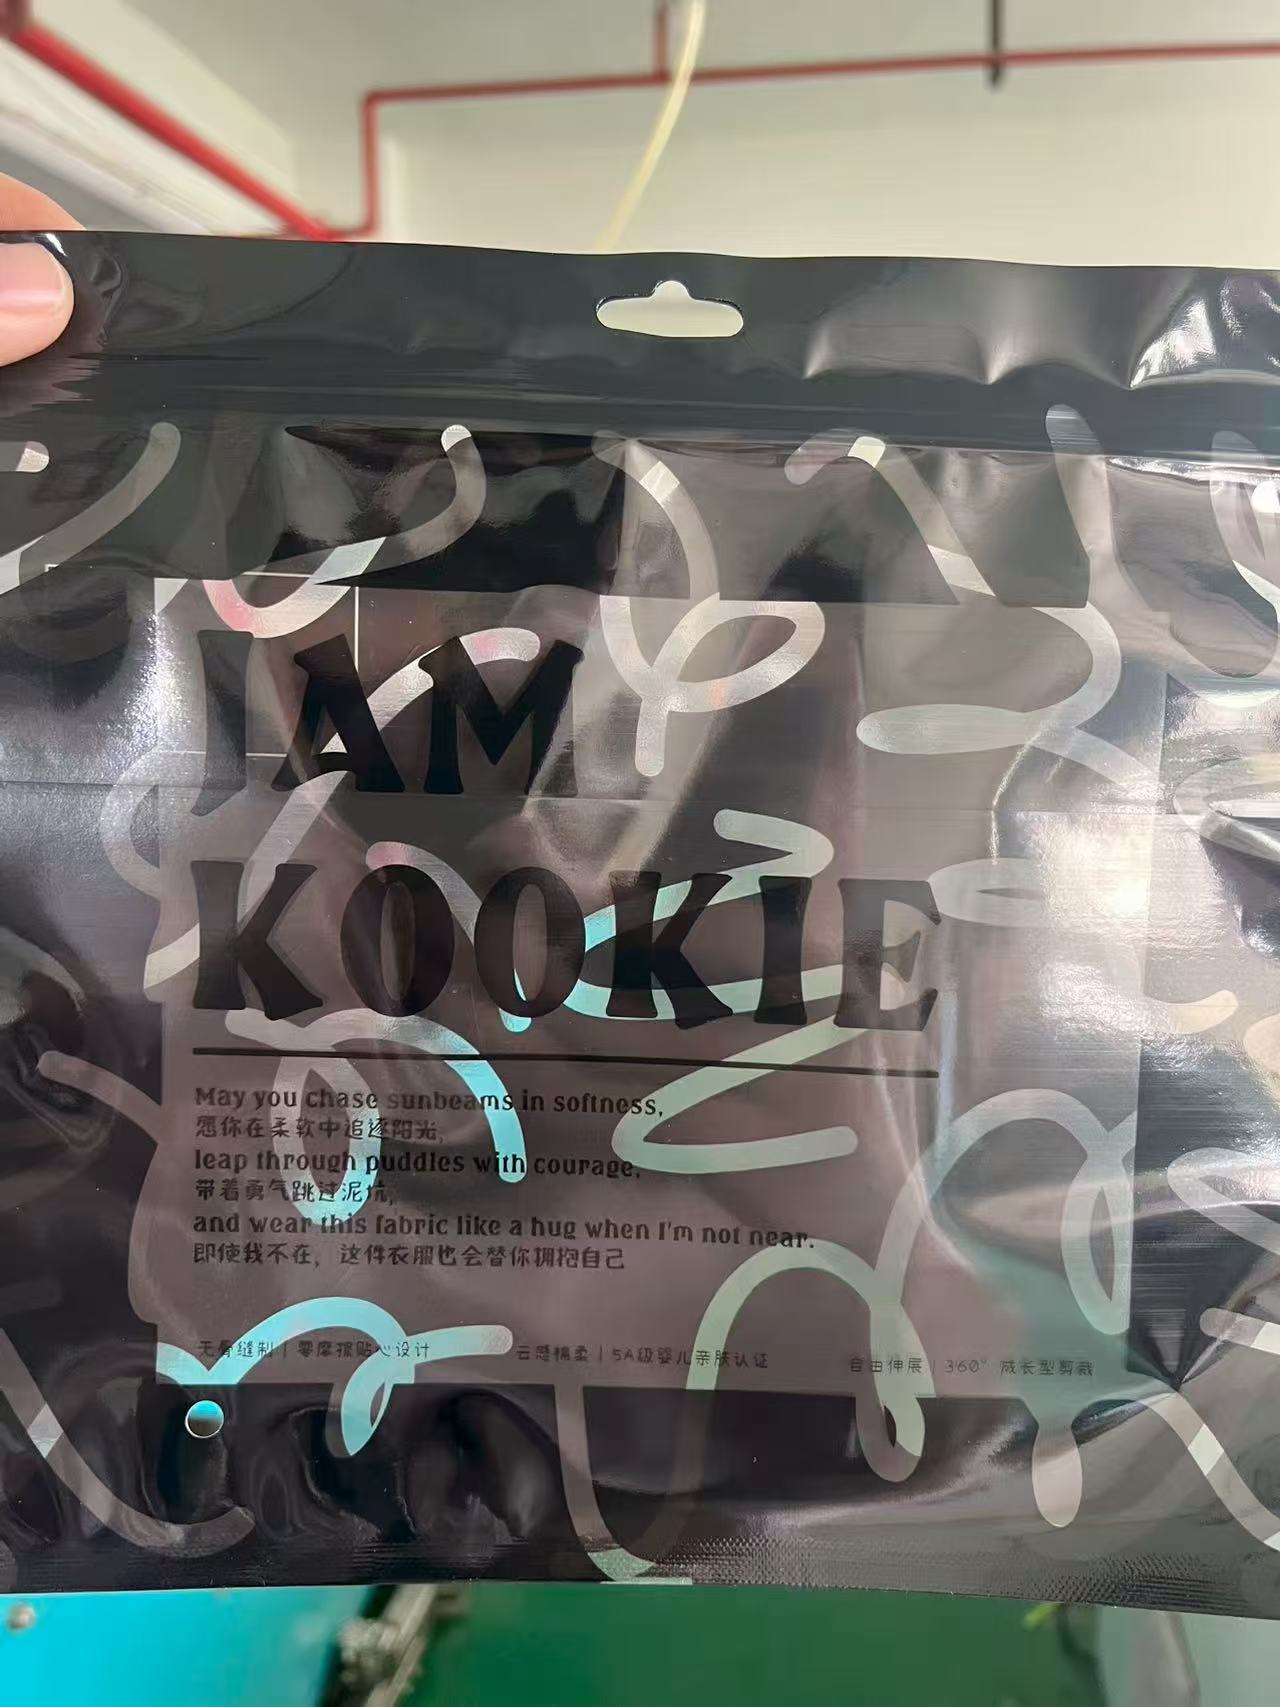 I AM
KOOKIE
May you chase sunbeams in softness,
愿你在柔软中追逐阳光,
leap through puddles with courage,
带着勇气跳过泥坑,
and wear this fabric like a hug when I'm not near.
即使我不在，这件衣服也会替你拥抱自己
无骨缝制 | 零摩擦贴心设计
云感棉柔 | 5A级婴儿亲肤认证
自由伸展 | 360° 成长型剪裁